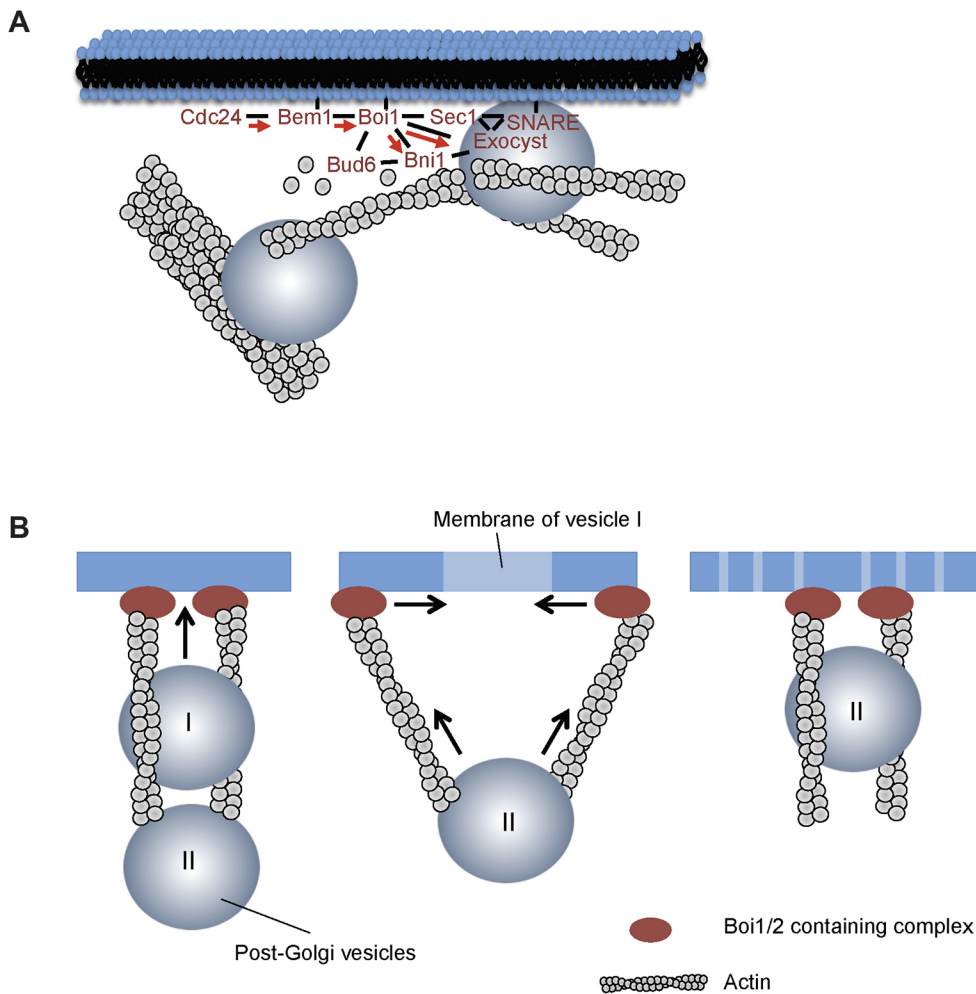 A
Cdc24 Bem1 Boi1 Sec1 SNARE
Exocyst
Bud6 Bni1
B
Membrane of vesicle I
I
II
II
II
Post-Golgi vesicles
Boi1/2 containing complex
Actin